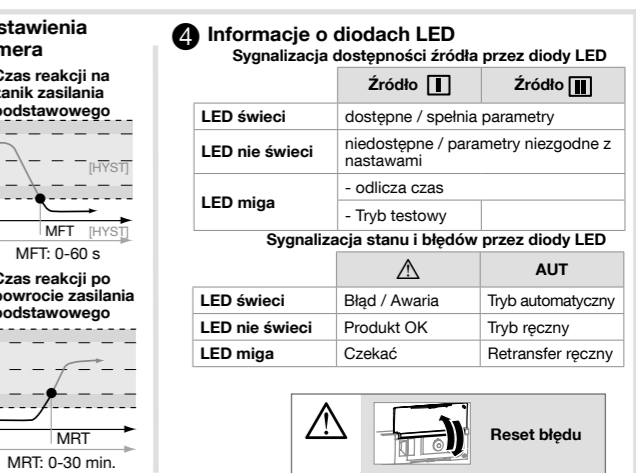 stawienia
mera
Czas reakcji na
zanik zasilania
podstawowego
[HYST]
MFT [HYST]
MFT: 0-60 s
Czas reakcji po
powrocie zasilania
podstawowego
MRT
MRT: 0-30 min.
4 Informacje o diodach LED
Sygnalizacja dostępności źródła przez diody LED
Źródło I Źródło II
LED świeci dostępne / spełnia parametry
LED nie świeci niedostępne / parametry niezgodne z
nastawami
LED miga - odlicza czas
- Tryb testowy
Sygnalizacja stanu i błędów przez diody LED
⚠ AUT
LED świeci Błąd / Awaria Tryb automatyczny
LED nie świeci Produkt OK Tryb ręczny
LED miga Czekać Retransfer ręczny
⚠ Reset błędu